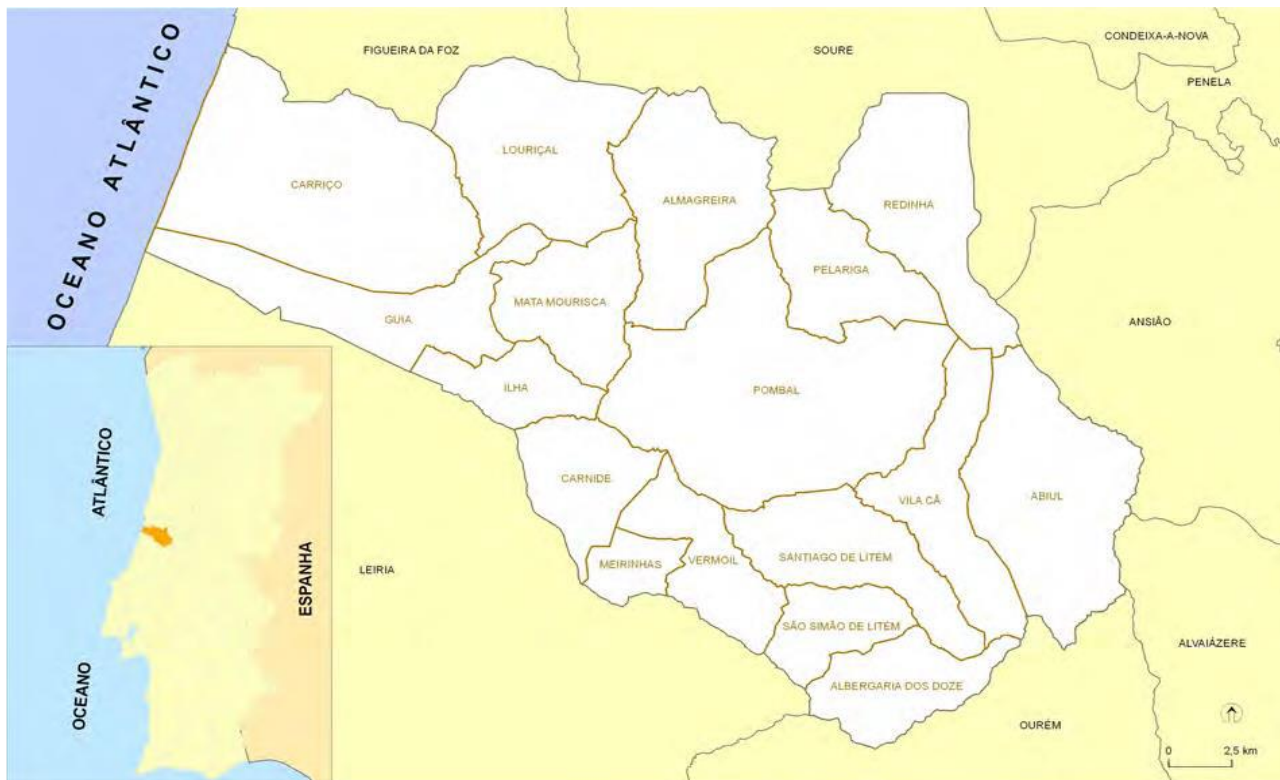 FIGUEIRA DA FOZ
SOURE
CONDEIXA-A-NOVA
PENELA
OCEANO ATLÂNTICO
LOURIÇAL
CARRIÇO
ALMAGREIRA
REDINHA
PELARIGA
MATA MOURISCA
GUIA
ANSIÃO
ILHA
POMBAL
CARNIDE
VILA CÃ
ABIUL
SANTIAGO DE LITÉM
MEIRINHAS
VERMOIL
LEIRIA
SÃO SIMÃO DE LITÉM
ALVAIÁZERE
ALBERGARIA DOS DOZE
OURÉM
ATLÂNTICO
ESPANHA
OCEANO
0 2,5 km